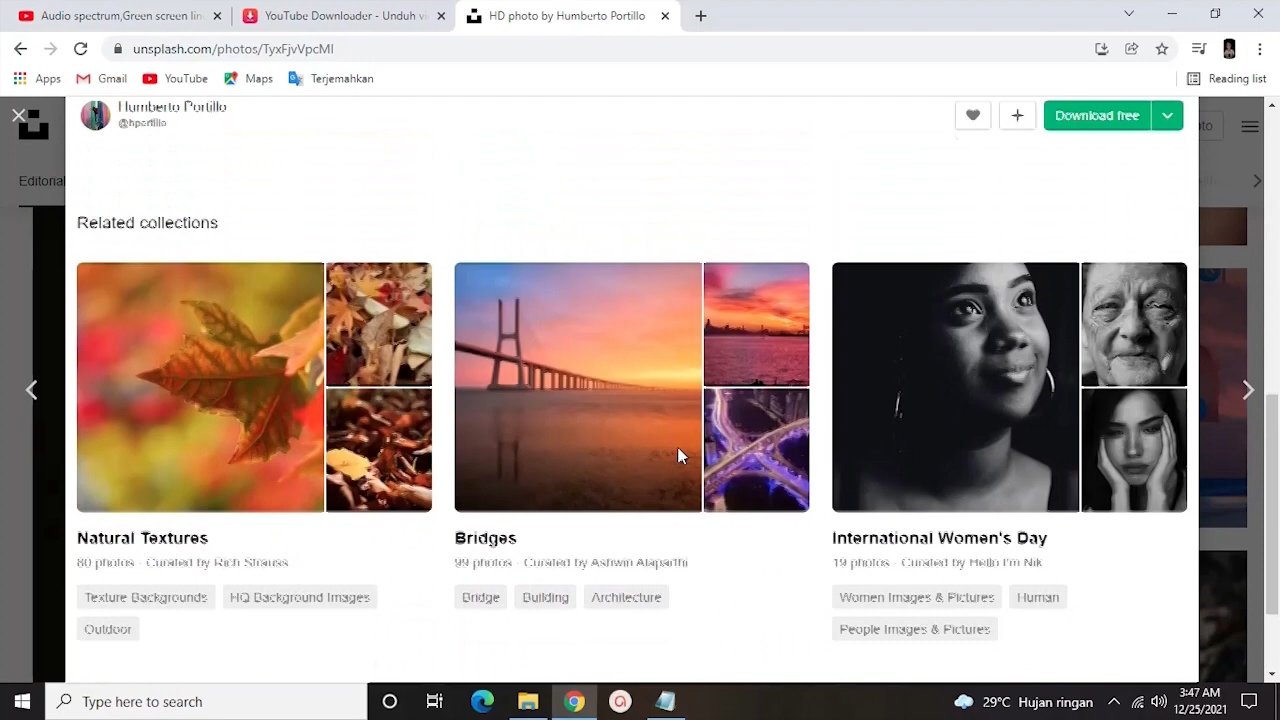 Audio spectrum,Green screen lin
YouTube Downloader - Unduh vi
HD photo by Humberto Portillo
unsplash.com/photos/TyxFjvVpcMI
Apps
Gmail
YouTube
Maps
Terjemahkan
Reading list
Humberto Portillo
@hportillo
Download free
to
Editorial
Related collections
Natural Textures
80 photos · Curated by Rich Strauss
Texture Backgrounds
HQ Background Images
Outdoor
Bridges
99 photos · Curated by Ashwin Alaparthi
Bridge
Building
Architecture
International Women's Day
19 photos · Curated by Hello I'm Nik
Women Images & Pictures
Human
People Images & Pictures
Type here to search
29°C Hujan ringan
3:47 AM
12/25/2021